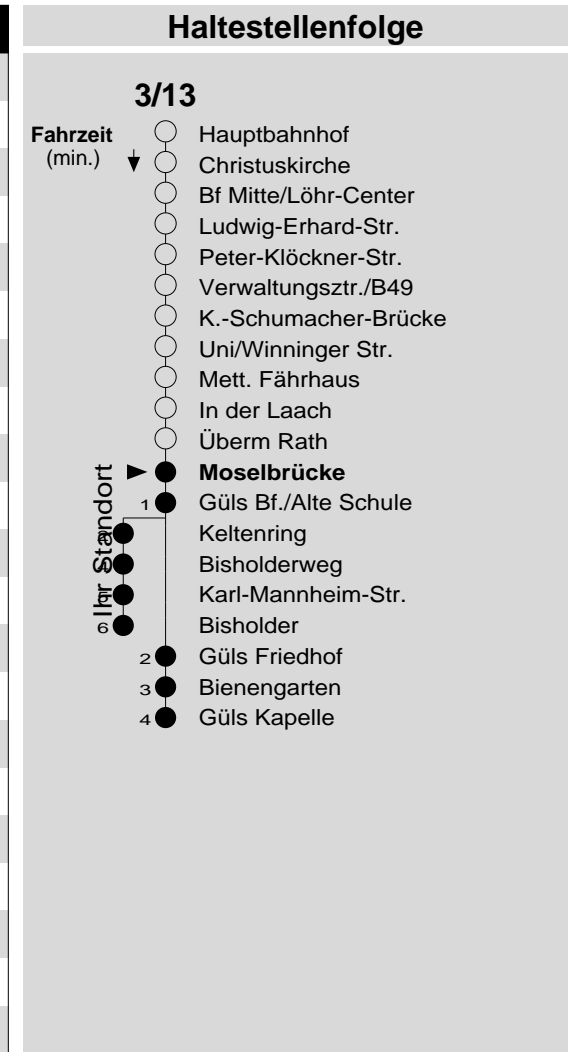 Haltestellenfolge
3/13
Fahrzeit
(min.)
Hauptbahnhof
Christuskirche
Bf Mitte/Löhr-Center
Ludwig-Erhard-Str.
Peter-Klöckner-Str.
Verwaltungsztr./B49
K.-Schumacher-Brücke
Uni/Winninger Str.
Mett. Fährhaus
In der Laach
Überm Rath
Moselbrücke
Ihr Standort
1 Güls Bf./Alte Schule
Keltenring
Bisholderweg
Karl-Mannheim-Str.
6 Bisholder
2 Güls Friedhof
3 Bienengarten
4 Güls Kapelle